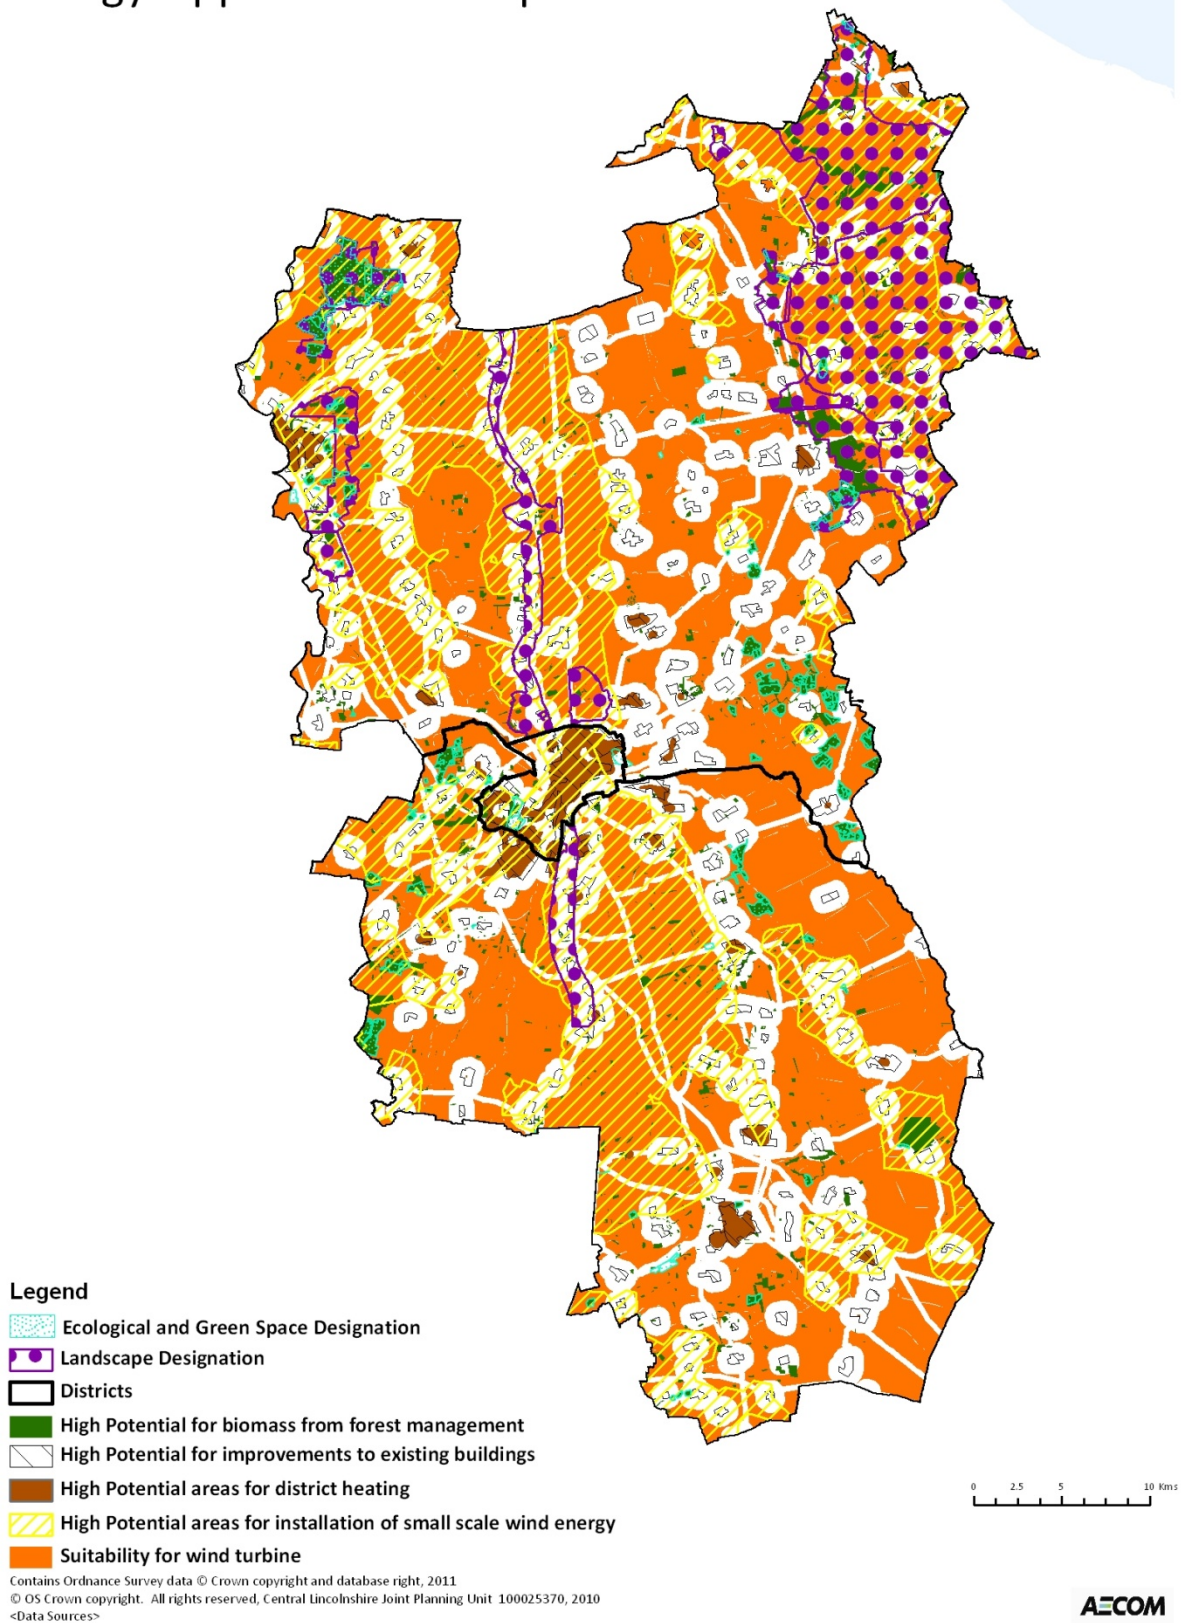 Legend
Ecological and Green Space Designation
Landscape Designation
Districts
High Potential for biomass from forest management
High Potential for improvements to existing buildings
High Potential areas for district heating
High Potential areas for installation of small scale wind energy
Suitability for wind turbine
0 2.5 5 10 Kms
Contains Ordnance Survey data © Crown copyright and database right, 2011
© OS Crown copyright. All rights reserved, Central Lincolnshire Joint Planning Unit 100025370, 2010
<Data Sources>
AECOM